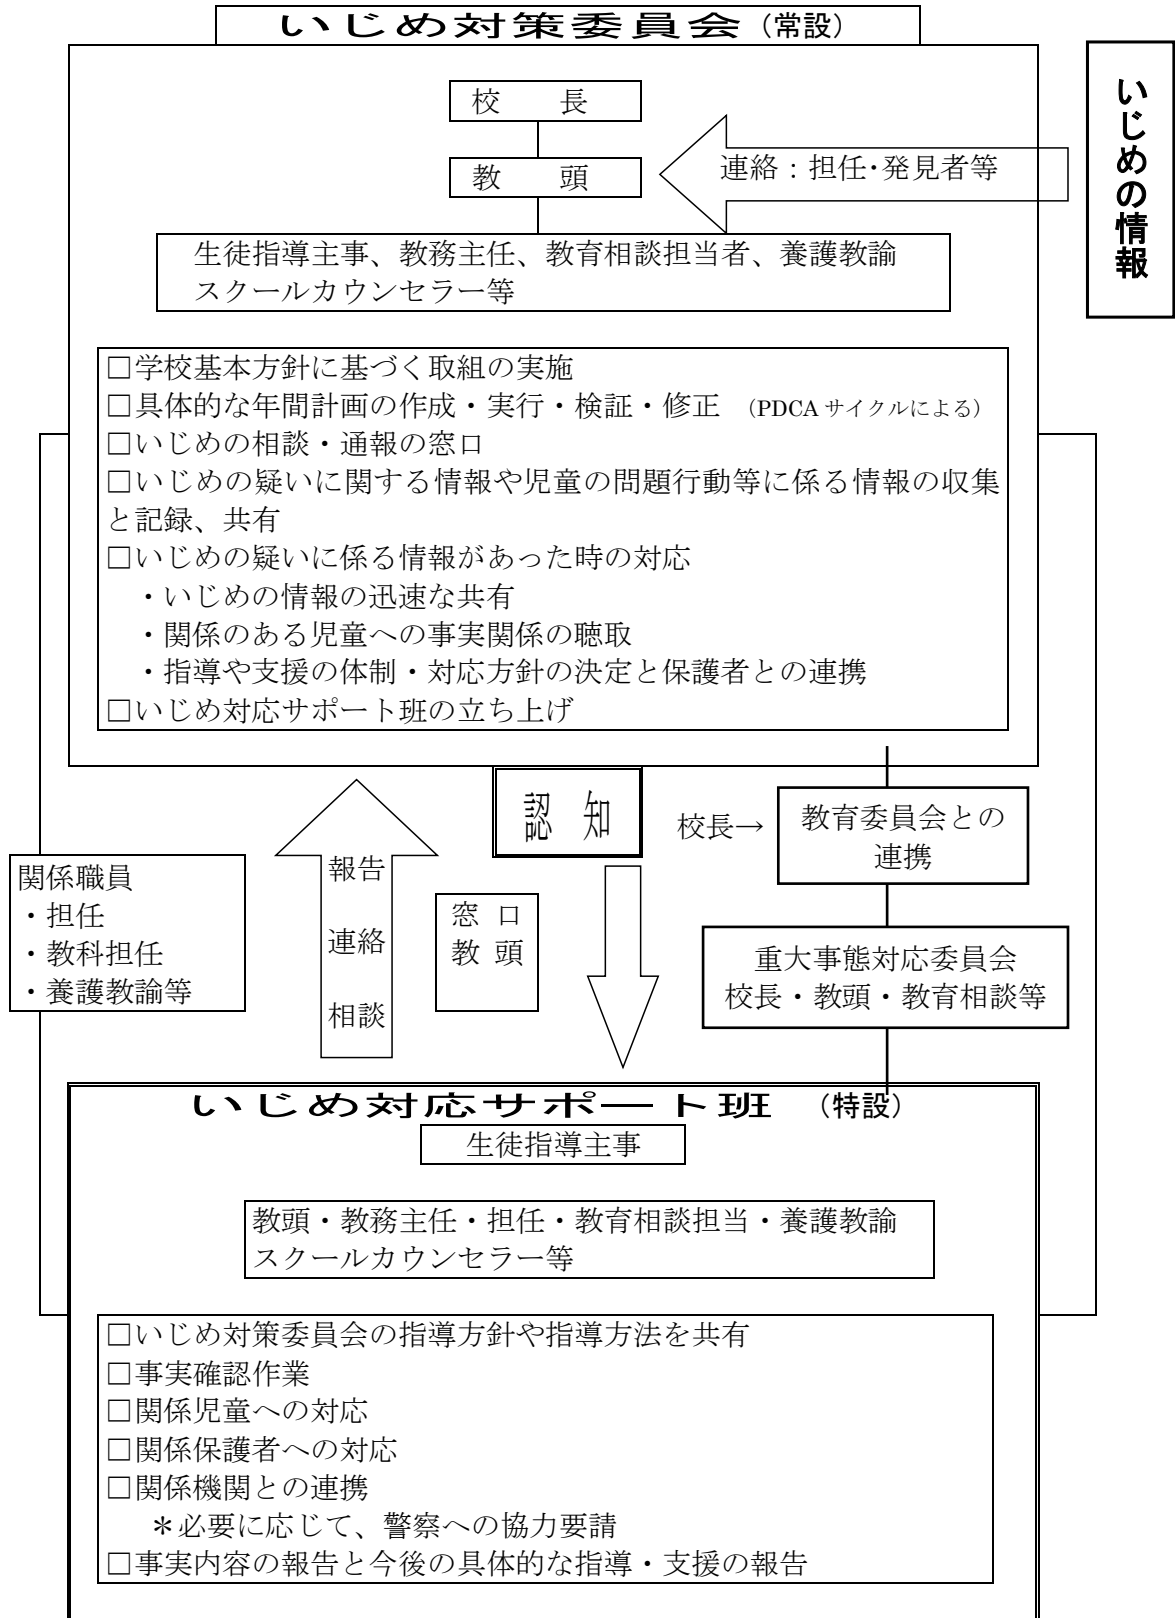 いじめ対策委員会(常設)
校 長
教 頭
連絡:担任・発見者等
いじめの情報
生徒指導主事、教務主任、教育相談担当者、養護教諭
スクールカウンセラー等
□学校基本方針に基づく取組の実施
□具体的な年間計画の作成・実行・検証・修正 (PDCA サイクルによる)
□いじめの相談・通報の窓口
□いじめの疑いに関する情報や児童の問題行動等に係る情報の収集
と記録、共有
□いじめの疑いに係る情報があった時の対応
・いじめの情報の迅速な共有
・関係のある児童への事実関係の聴取
・指導や支援の体制・対応方針の決定と保護者との連携
□いじめ対応サポート班の立ち上げ
認 知
校長→
教育委員会との
連携
関係職員
・担任
・教科担任
・養護教諭等
報告
連絡
相談
窓 口
教 頭
重大事態対応委員会
校長・教頭・教育相談等
いじめ対応サポート班 (特設)
生徒指導主事
教頭・教務主任・担任・教育相談担当・養護教諭
スクールカウンセラー等
□いじめ対策委員会の指導方針や指導方法を共有
□事実確認作業
□関係児童への対応
□関係保護者への対応
□関係機関との連携
*必要に応じて、警察への協力要請
□事実内容の報告と今後の具体的な指導・支援の報告